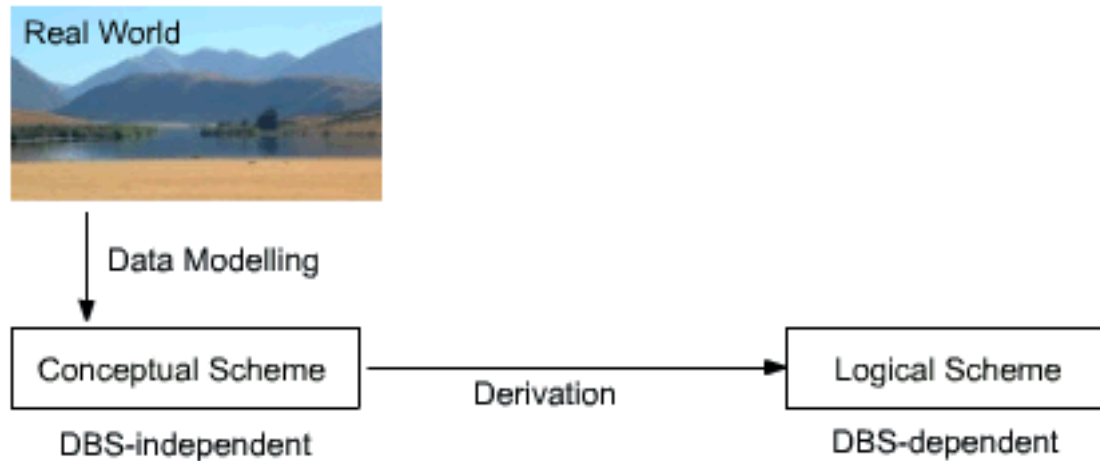 Real World
Data Modelling
Conceptual Scheme
Derivation
Logical Scheme
DBS-independent
DBS-dependent